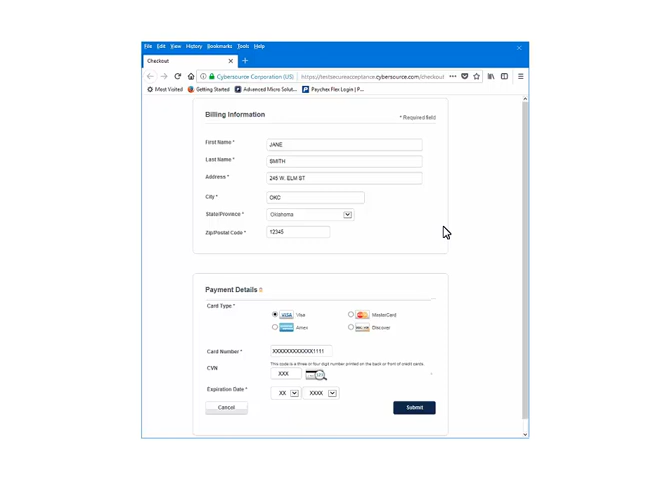 File Edit View History Bookmarks Tools Help
Checkout
Cybersource Corporation (US) https://testsecureacceptance.cybersource.com/checkout
Most Visited Getting Started Advanced Micro Solut... Paychex Flex Login | P...
Billing Information
* Required field
First Name * JANE
Last Name * SMITH
Address * 245 W. ELM ST
City * OKC
State/Province * Oklahoma
Zip/Postal Code * 12345
Payment Details
Card Type *
VISA Visa MasterCard
Amex Discover
Card Number * XXXXXXXXXXXX1111
This code is a three or four digit number printed on the back or front of credit cards.
CVN XXX
Expiration Date * XX XXXX
Cancel Submit